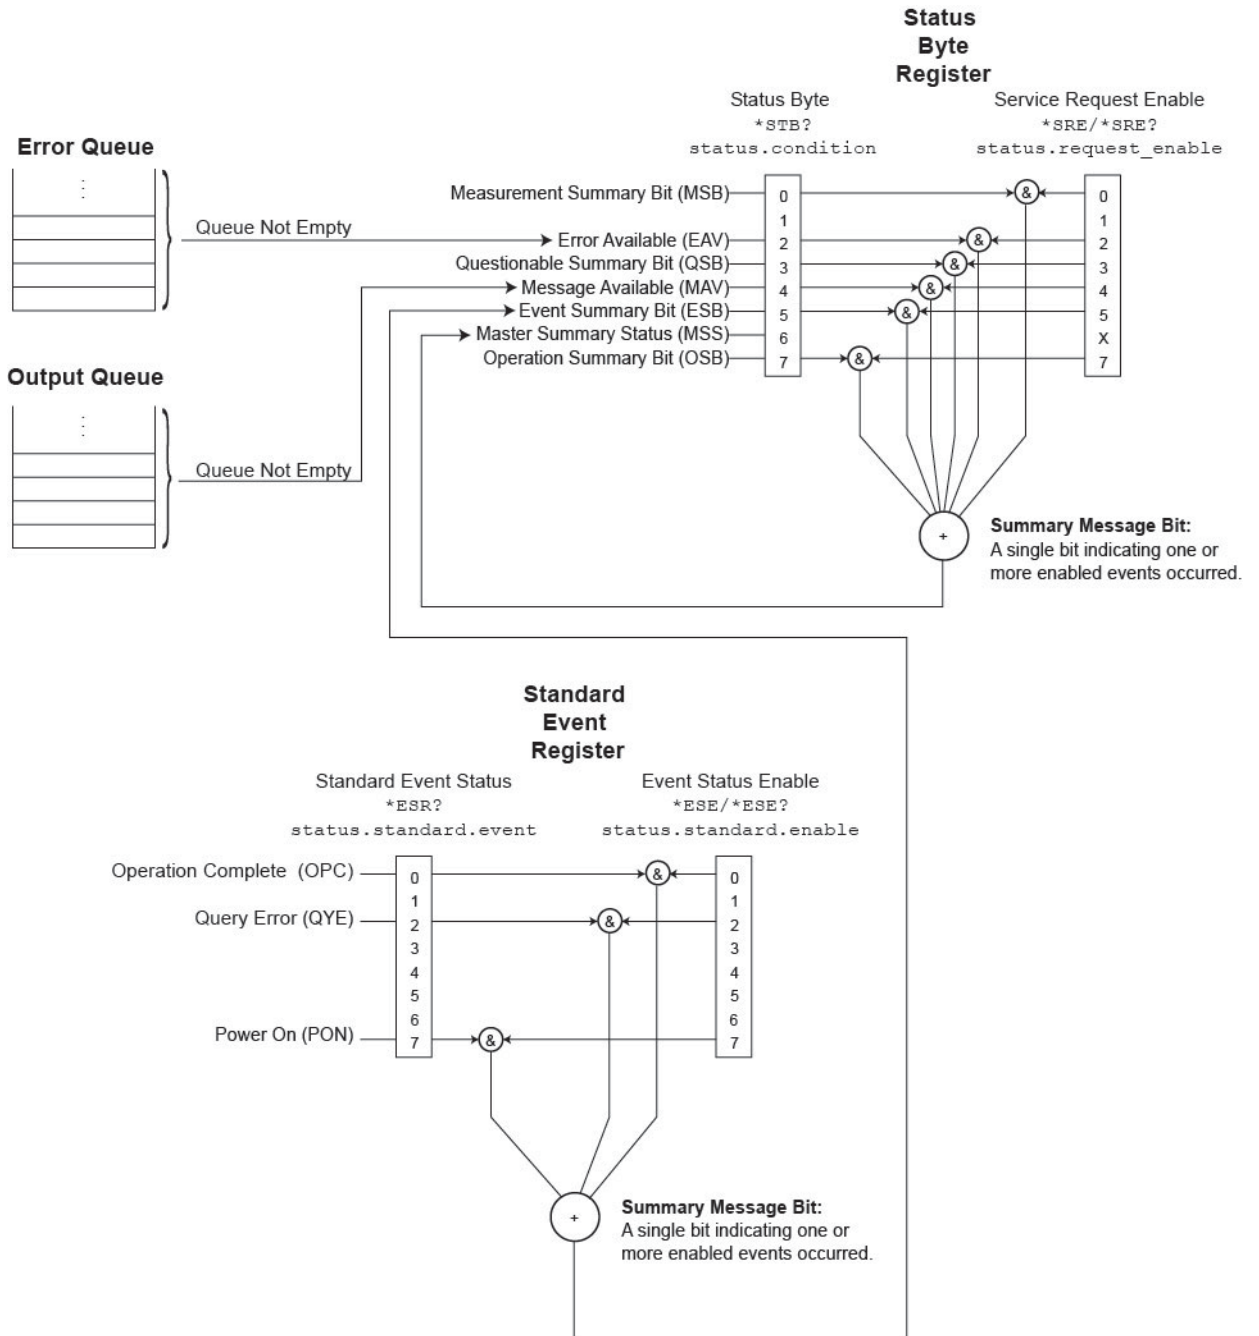 Status
Byte
Register
Status Byte
*STB?
status.condition
Service Request Enable
*SRE/*SRE?
status.request_enable
Error Queue
Queue Not Empty
Measurement Summary Bit (MSB)
Error Available (EAV)
Questionable Summary Bit (QSB)
Message Available (MAV)
Event Summary Bit (ESB)
Master Summary Status (MSS)
Operation Summary Bit (OSB)
0
1
2
3
4
5
6
7
&
&
&
&
&
&
0
1
2
3
4
5
X
7
Output Queue
Queue Not Empty
+
Summary Message Bit:
A single bit indicating one or
more enabled events occurred.
Standard
Event
Register
Standard Event Status
*ESR?
status.standard.event
Event Status Enable
*ESE/*ESE?
status.standard.enable
Operation Complete (OPC)
Query Error (QYE)
Power On (PON)
0
1
2
3
4
5
6
7
&
&
&
0
1
2
3
4
5
6
7
+
Summary Message Bit:
A single bit indicating one or
more enabled events occurred.